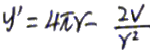 y' = 4πr - 2V/r²